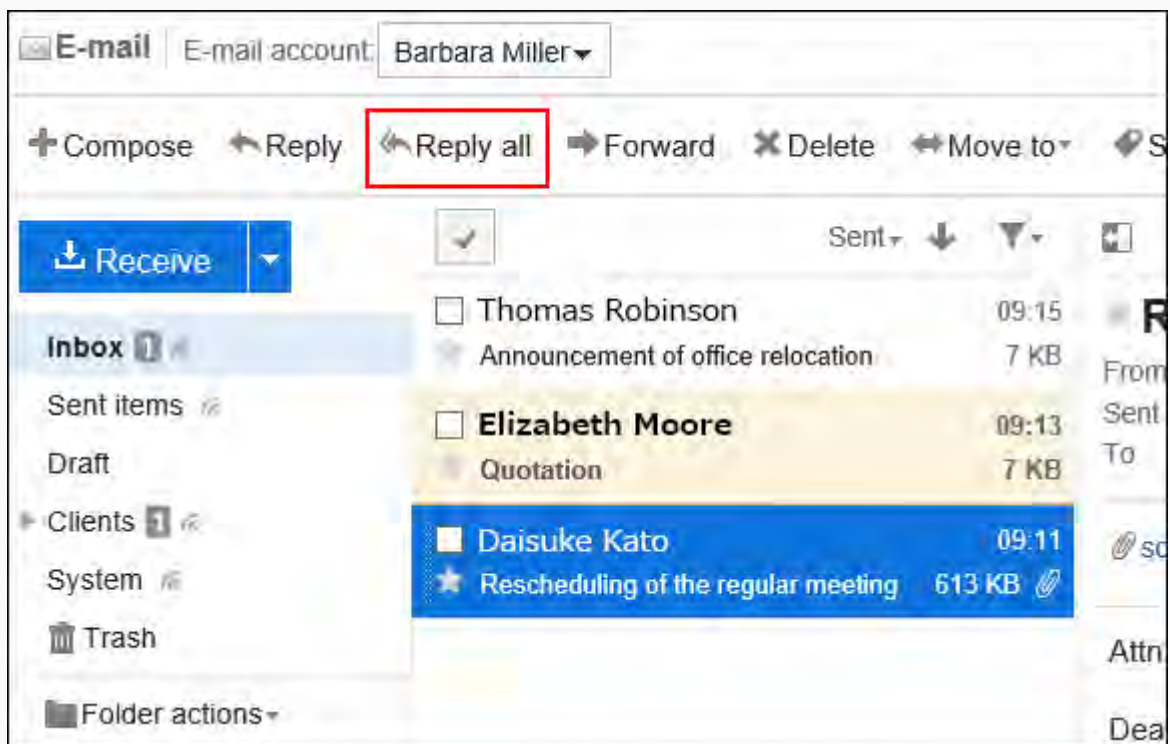 E-mail E-mail account: Barbara Miller
Compose Reply Reply all Forward Delete Move to S
Receive
Sent
Inbox 1
Sent items
Draft
Clients 1
System
Trash
Folder actions
Thomas Robinson 09:15
Announcement of office relocation 7 KB
Elizabeth Moore 09:13
Quotation 7 KB
Daisuke Kato 09:11
Rescheduling of the regular meeting 613 KB
R
From
Sent
To
sc
Attn:
Dea